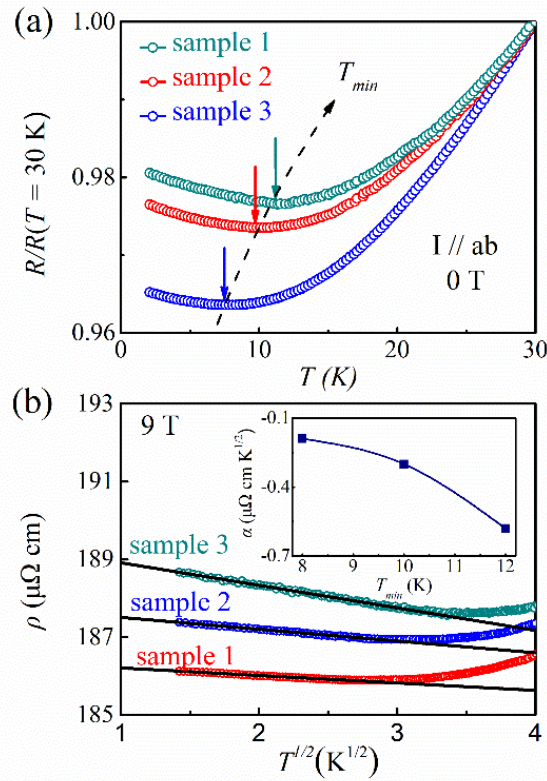 (a)
1.00
0.98
0.96
R/R(T = 30 K)
sample 1
sample 2
sample 3
T_min
I // ab
0 T
0 10 20 30
T (K)
(b)
193
191
189
187
185
ρ (μΩ cm)
9 T
sample 3
sample 2
sample 1
-0.1
-0.4
-0.7
α (μΩ cm K^1/2)
8 9 10 11 12
T_min (K)
1 2 3 4
T^1/2(K^1/2)